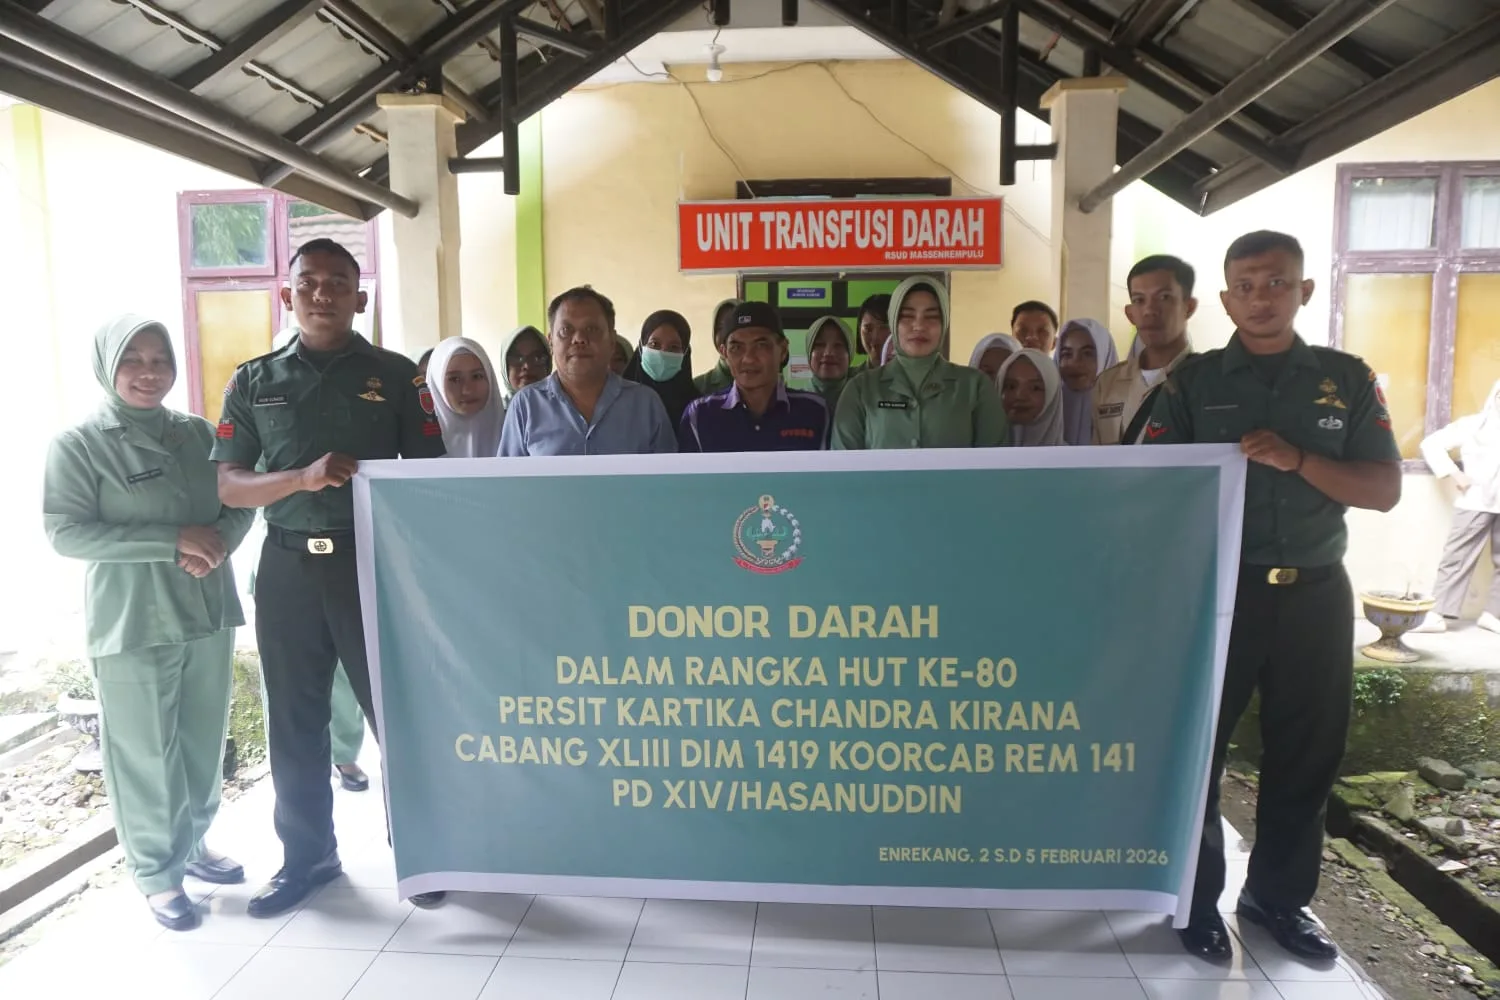 UNIT TRANSFUSI DARAH
RSUD MASSENREMPULU
DONOR DARAH
DALAM RANGKA HUT KE-80
PERSIT KARTIKA CHANDRA KIRANA
CABANG XLIII DIM 1419 KOORCAB REM 141
PD XIV/HASANUDDIN
ENREKANG, 2 S.D 5 FEBRUARI 2026